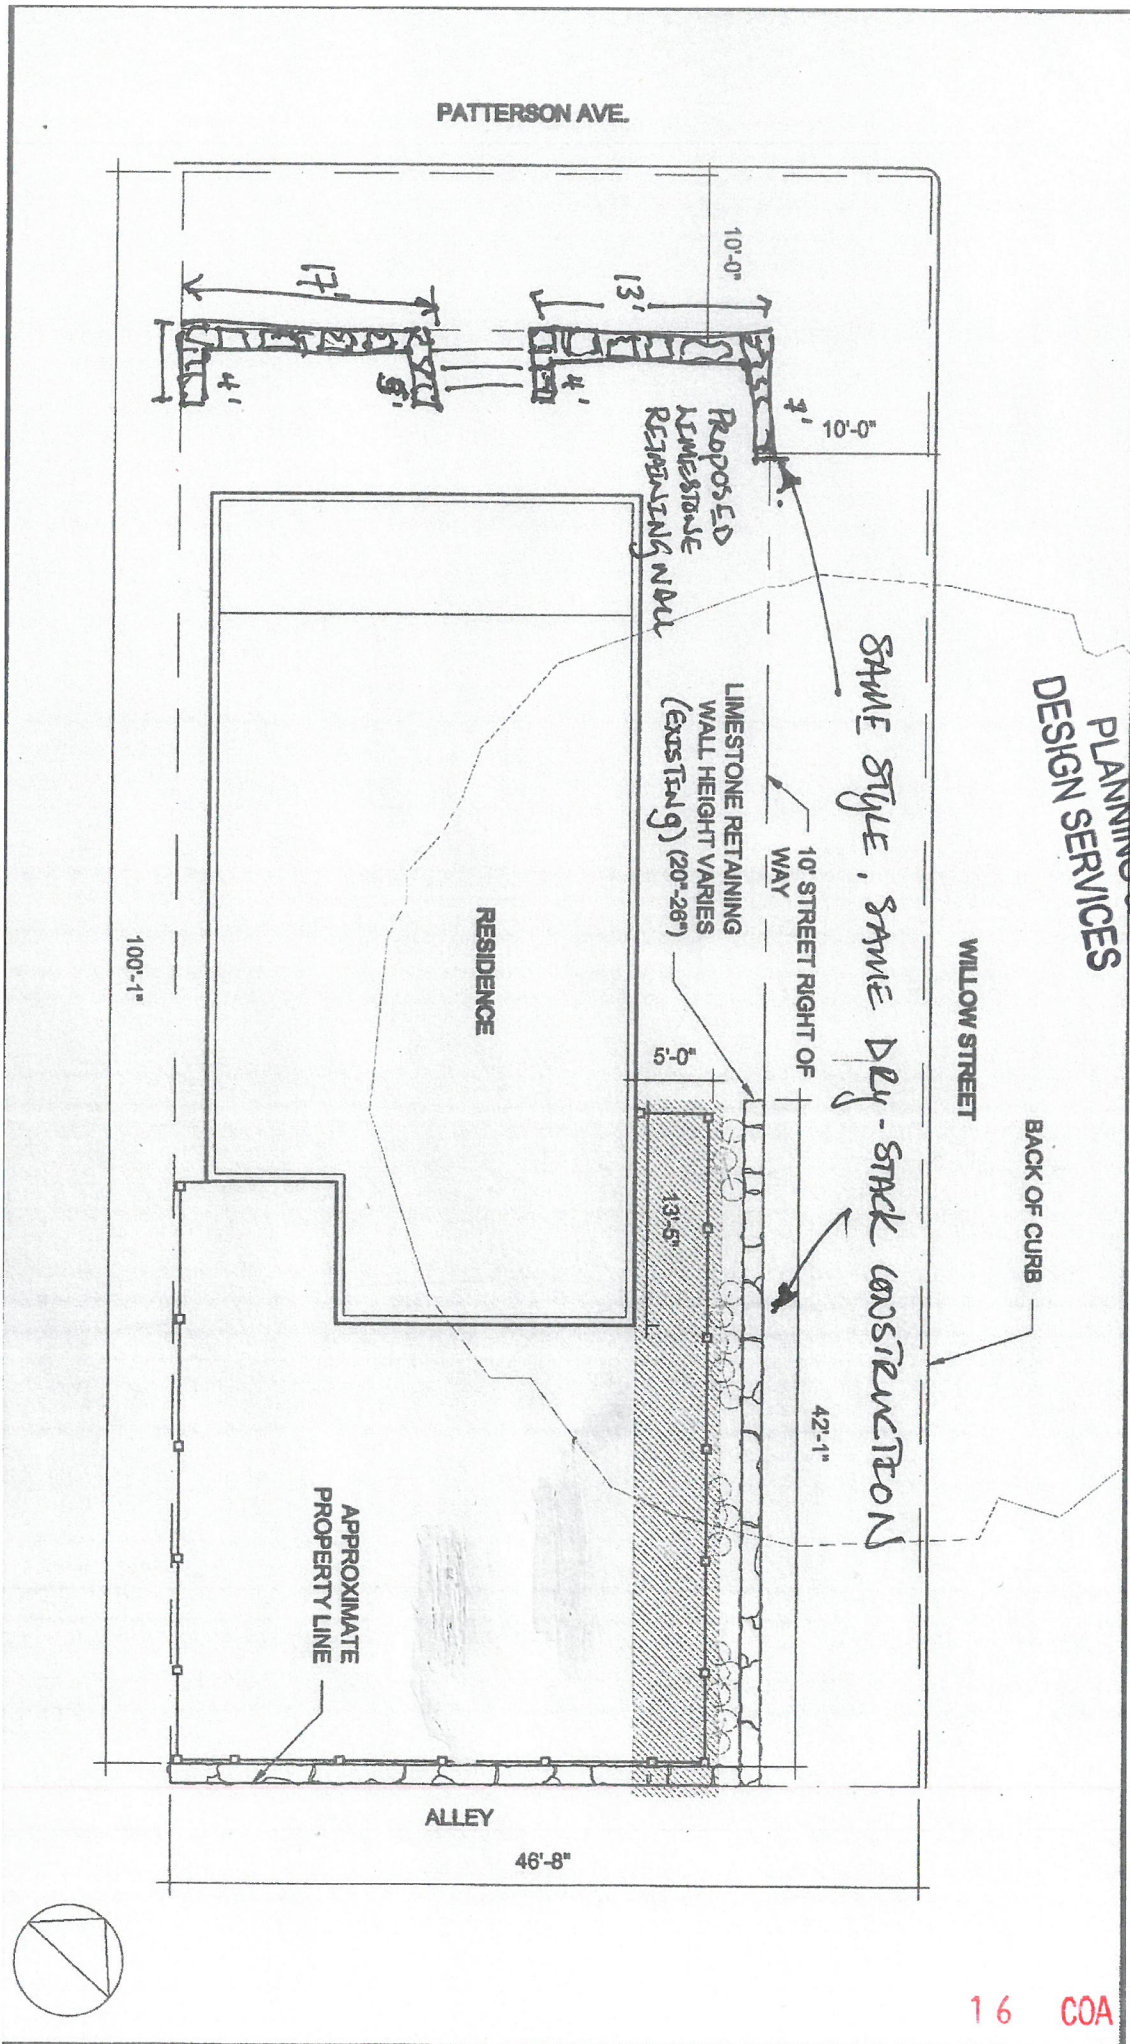 PATTERSON AVE.
10'-0"
17'
13'
4'
4'
7'
10'-0"
PROPOSED
LIMESTONE
RETAINING WALL
PLANNING
DESIGN SERVICES
SAME STYLE, SAME DRY-STACK CONSTRUCTION
LIMESTONE RETAINING
WALL HEIGHT VARIES
(EXISTING) (20"-26")
10' STREET RIGHT OF
WAY
WILLOW STREET
BACK OF CURB
RESIDENCE
100'-1"
5'-0"
13'-5"
42'-1"
APPROXIMATE
PROPERTY LINE
ALLEY
46'-8"
16 COA